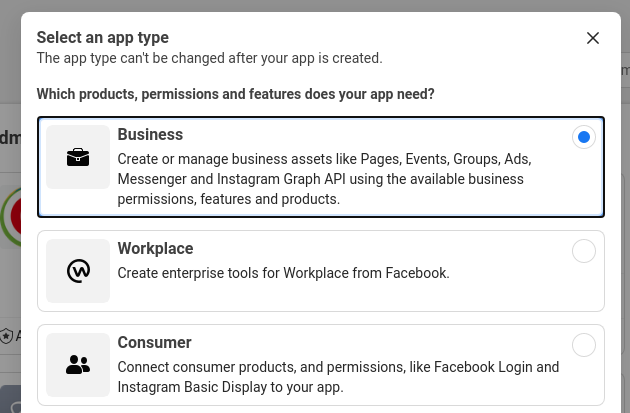 Select an app type
The app type can't be changed after your app is created.
Which products, permissions and features does your app need?
Business
Create or manage business assets like Pages, Events, Groups, Ads,
Messenger and Instagram Graph API using the available business
permissions, features and products.
Workplace
Create enterprise tools for Workplace from Facebook.
Consumer
Connect consumer products, and permissions, like Facebook Login and
Instagram Basic Display to your app.